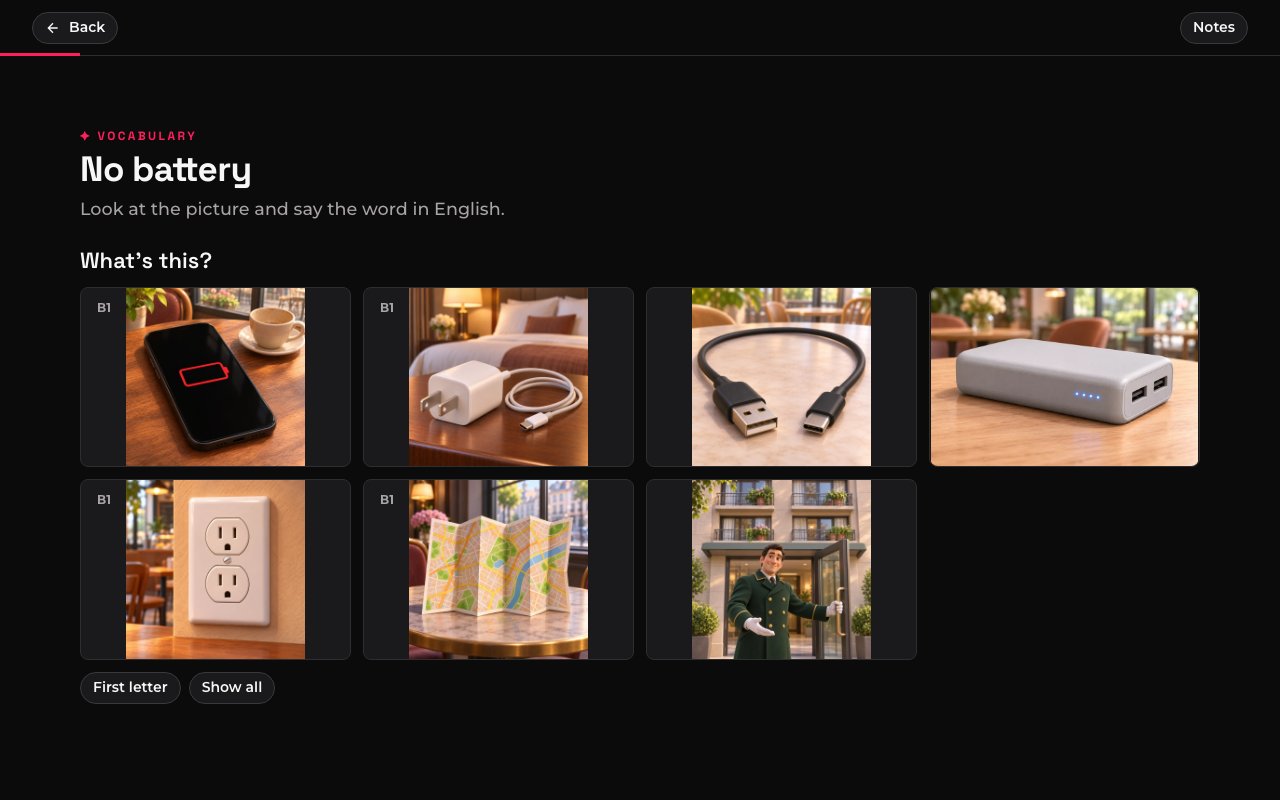 Back
Notes
VOCABULARY
No battery
Look at the picture and say the word in English.
What's this?
B1
B1
B1
B1
First letter
Show all